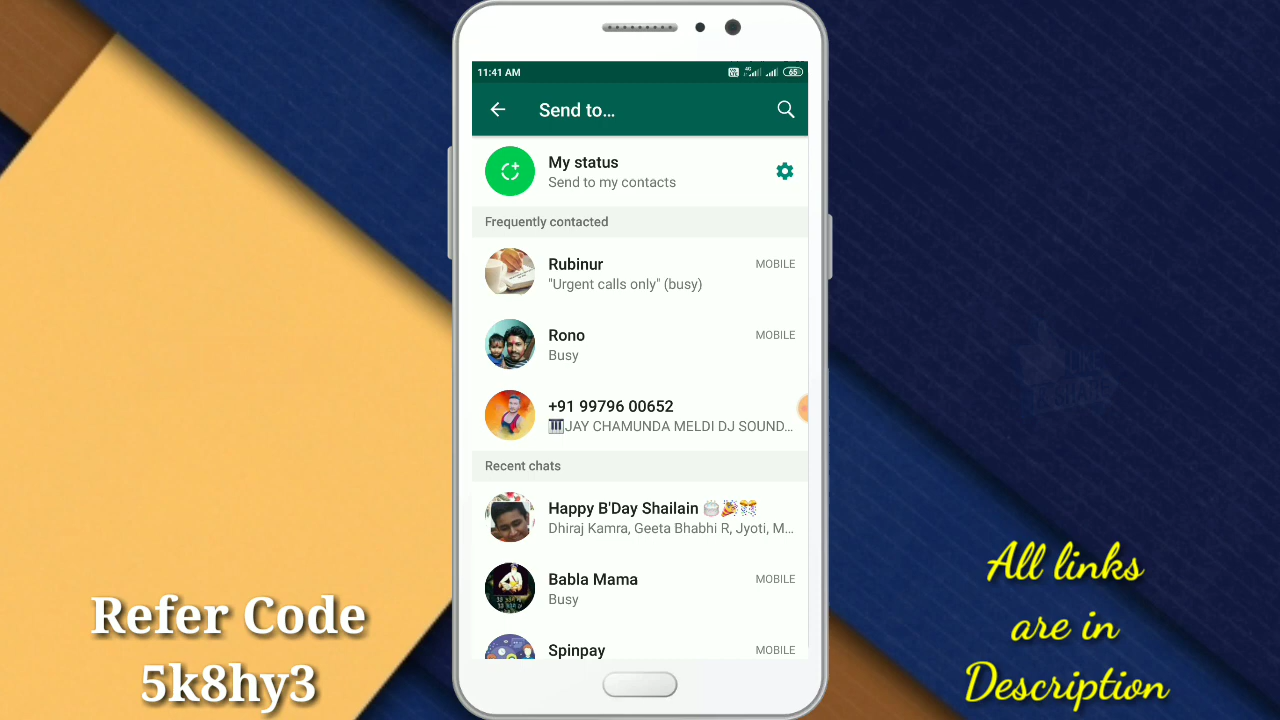 11:41 AM
4G
65
Send to...
My status
Send to my contacts
Frequently contacted
Rubinur
MOBILE
"Urgent calls only" (busy)
Rono
MOBILE
Busy
+91 99796 00652
🎹JAY CHAMUNDA MELDI DJ SOUND...
Recent chats
Happy B'Day Shailain 🎂🎉🎊
Dhiraj Kamra, Geeta Bhabhi R, Jyoti, M...
Babla Mama
MOBILE
Busy
Spinpay
MOBILE
Refer Code
5k8hy3
All links
are in
Description